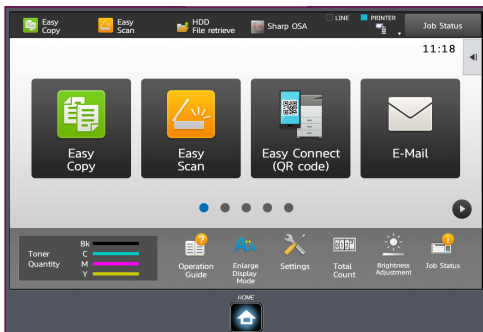 Easy
Copy
Easy
Scan
HDD
File retrieve
Sharp OSA
LINE
PRINTER
Job Status
11:18
Easy
Copy
Easy
Scan
Easy Connect
(QR code)
E-Mail
Toner
Quantity
Bk
C
M
Y
Operation
Guide
Enlarge
Display
Mode
Settings
Total
Count
Brightness
Adjustment
Job Status
HOME